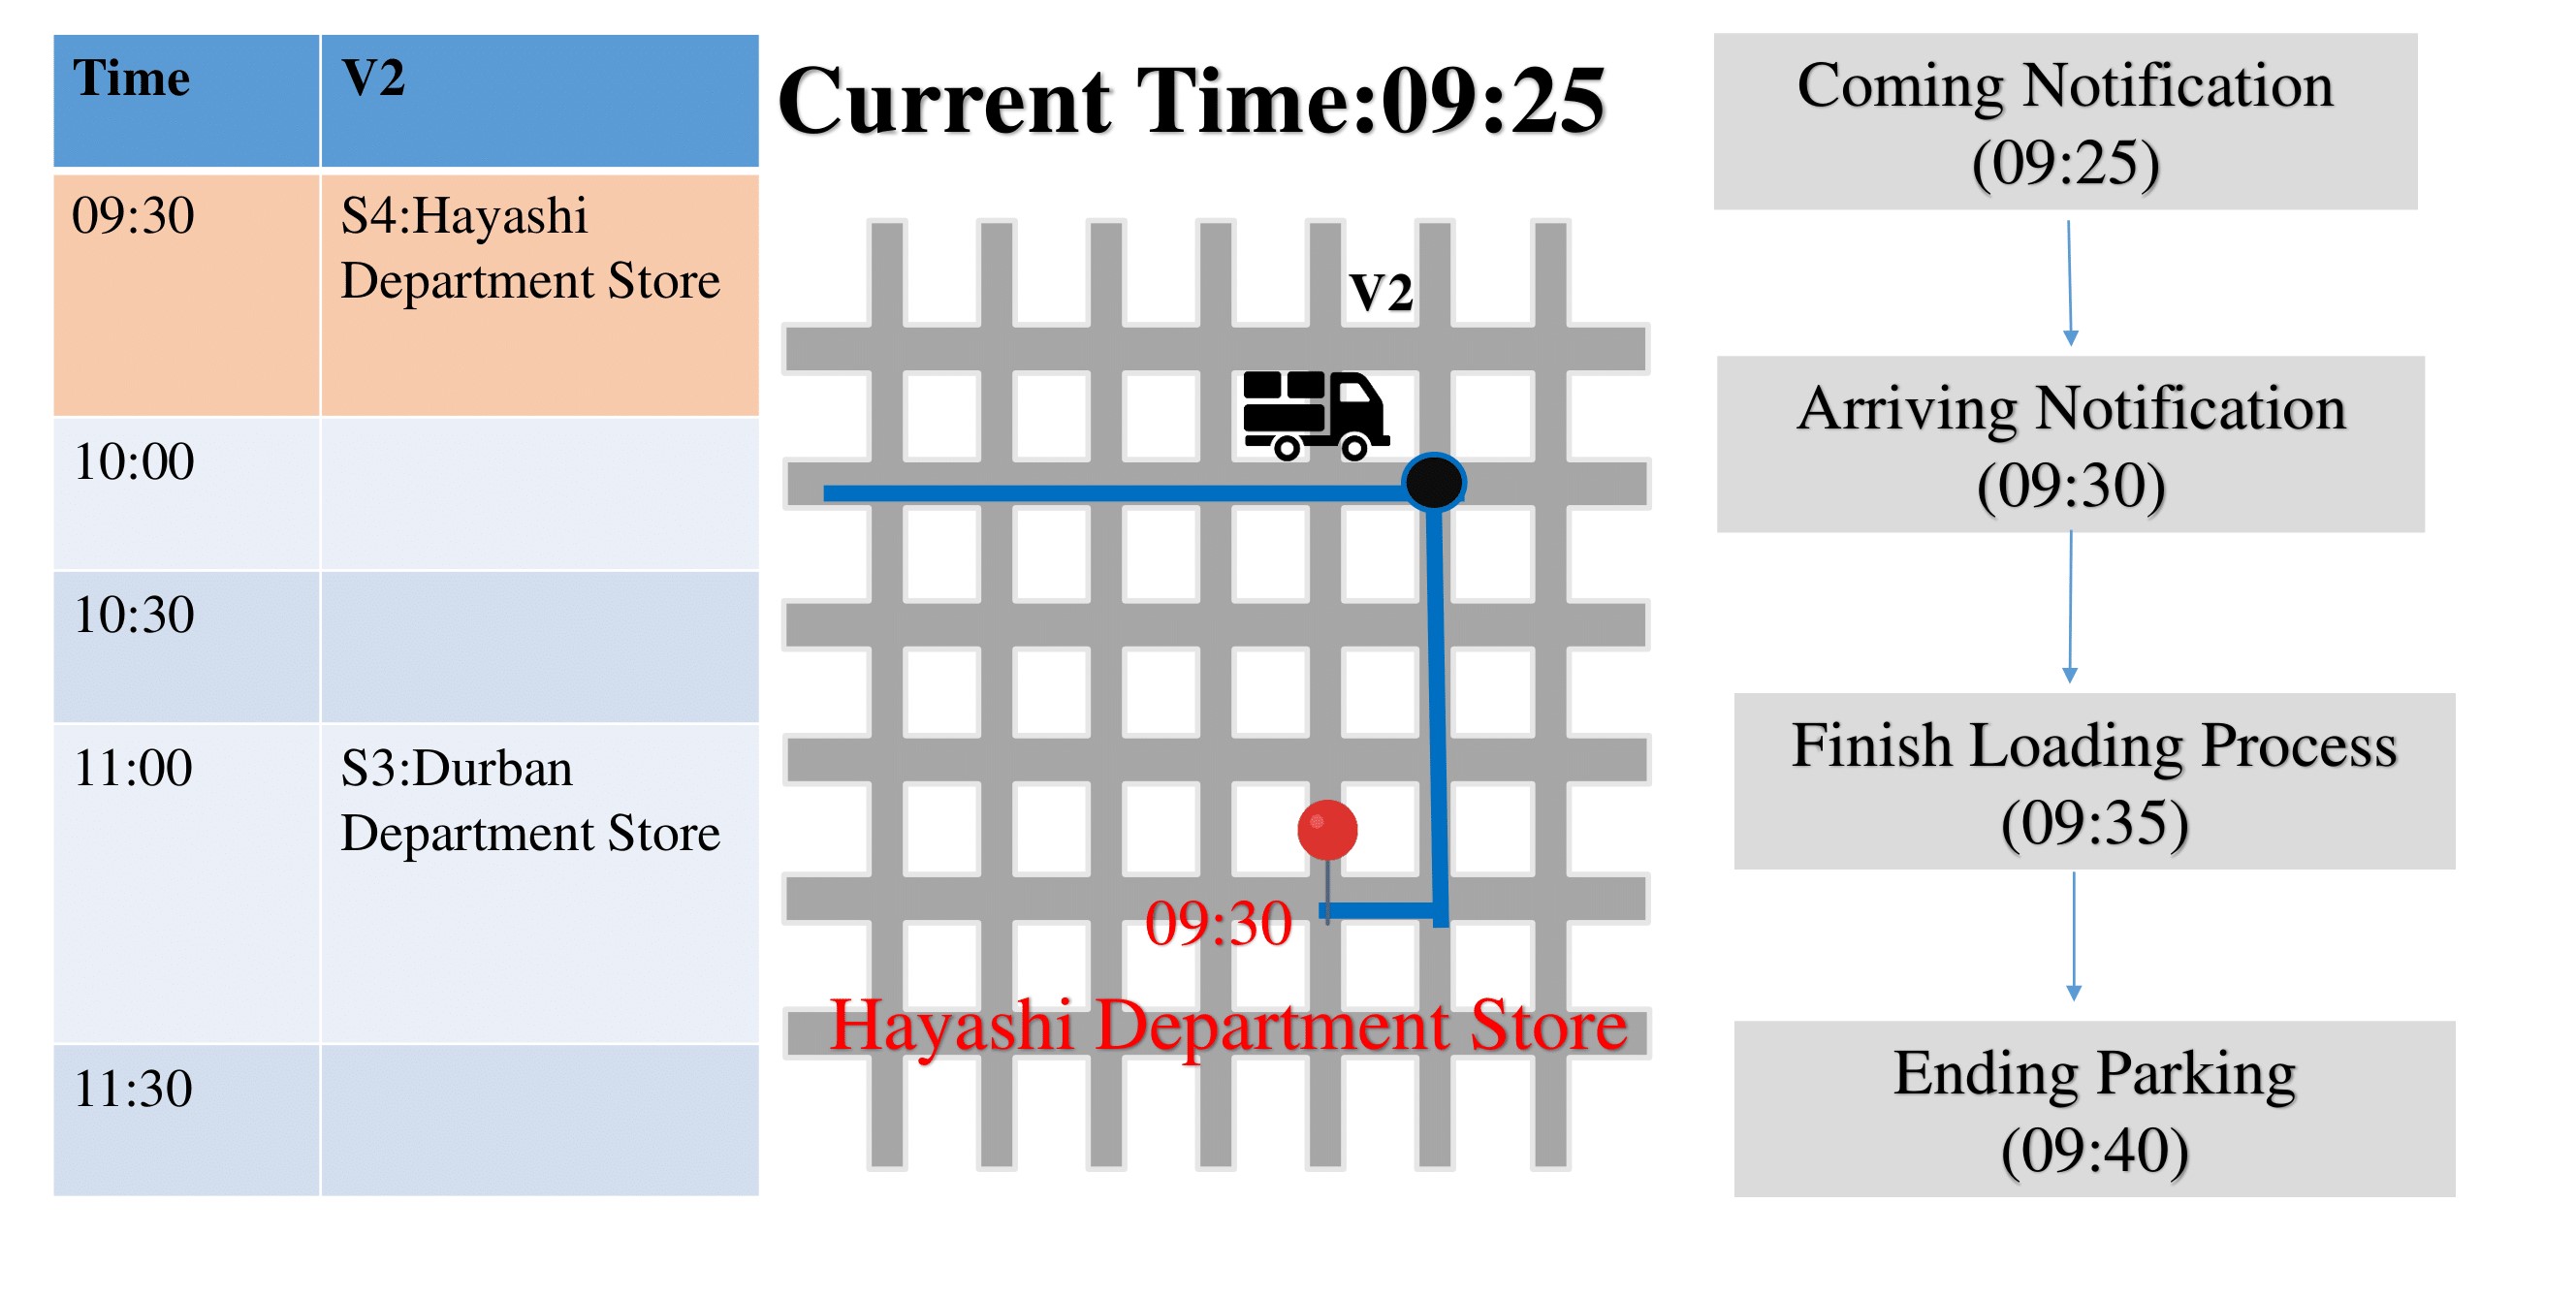 Time V2
09:30 S4:Hayashi
Department Store
10:00
10:30
11:00 S3:Durban
Department Store
11:30
Current Time:09:25
V2
09:30
Hayashi Department Store
Coming Notification
(09:25)
Arriving Notification
(09:30)
Finish Loading Process
(09:35)
Ending Parking
(09:40)